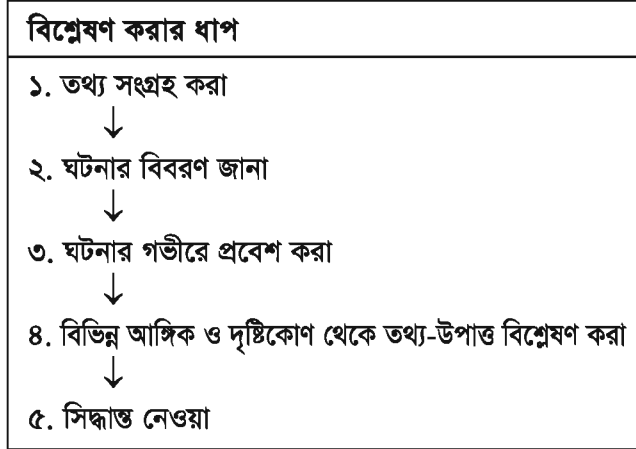 বিশ্লেষণ করার ধাপ
১. তথ্য সংগ্রহ করা
↓
২. ঘটনার বিবরণ জানা
↓
৩. ঘটনার গভীরে প্রবেশ করা
↓
৪. বিভিন্ন আঙ্গিক ও দৃষ্টিকোণ থেকে তথ্য-উপাত্ত বিশ্লেষণ করা
↓
৫. সিদ্ধান্ত নেওয়া